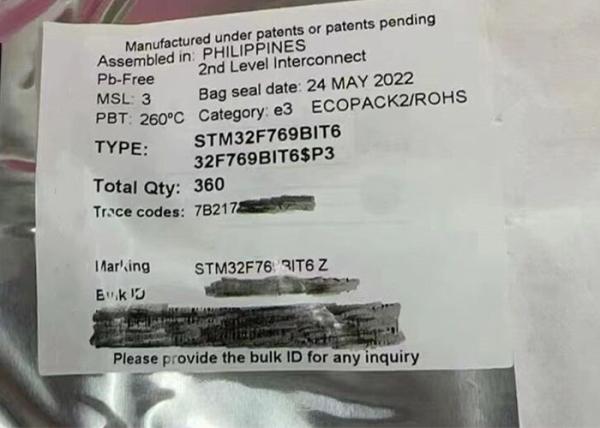 Manufactured under patents or patents pending
Assembled in: PHILIPPINES
Pb-Free 2nd Level Interconnect
MSL: 3 Bag seal date: 24 MAY 2022
PBT: 260°C Category: e3 ECOPACK2/ROHS
TYPE: STM32F769BIT6
32F769BIT6$P3
Total Qty: 360
Trace codes: 7B217
Marking STM32F76 BIT6 Z
Bulk ID
Please provide the bulk ID for any inquiry